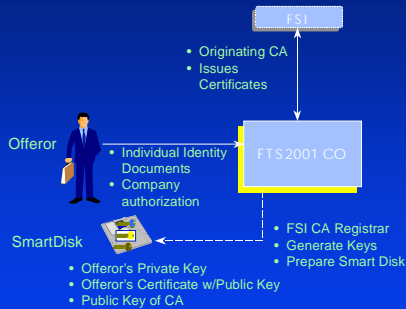 FSI
• Originating CA
• Issues
Certificates
Offeror
• Individual Identity
Documents
• Company
authorization
FTS2001 CO
SmartDisk
• FSI CA Registrar
• Generate Keys
• Prepare Smart Disk
• Offeror's Private Key
• Offeror's Certificate w/Public Key
• Public Key of CA